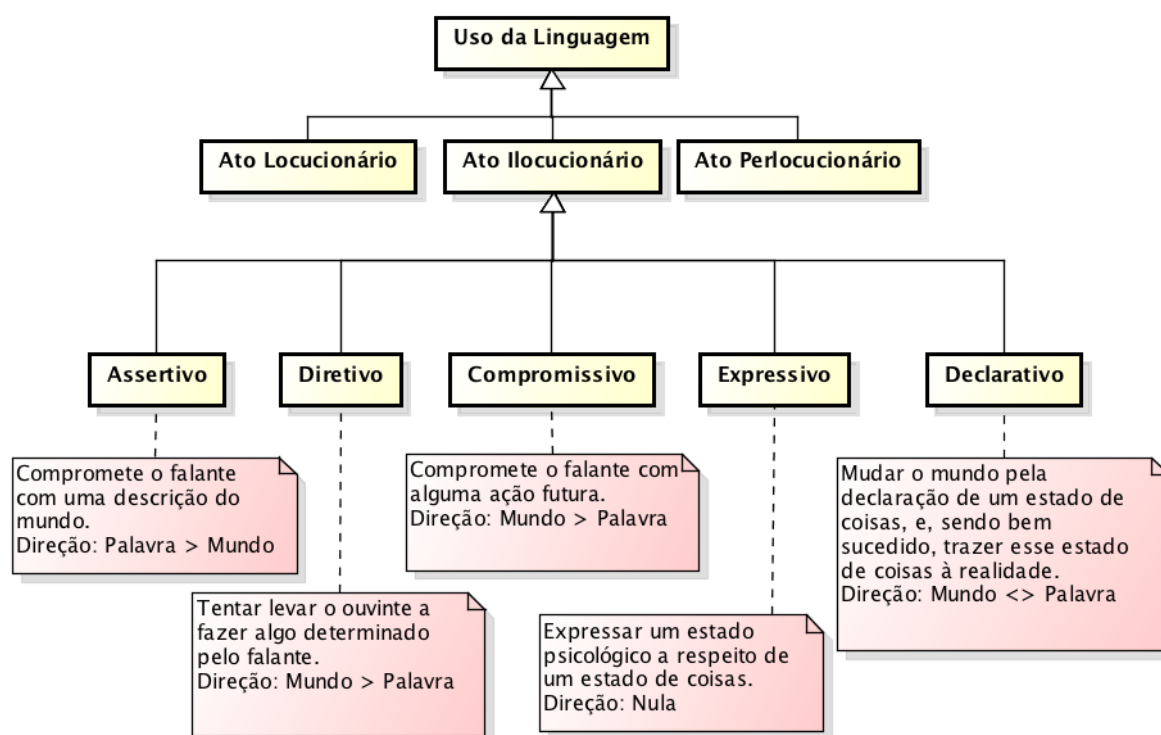 Uso da Linguagem
Ato Locucionário
Ato Ilocucionário
Ato Perlocucionário
Assertivo
Diretivo
Compromissivo
Expressivo
Declarativo
Compromete o falante
com uma descrição do
mundo.
Direção: Palavra > Mundo
Tentar levar o ouvinte a
fazer algo determinado
pelo falante.
Direção: Mundo > Palavra
Compromete o falante com
alguma ação futura.
Direção: Mundo > Palavra
Expressar um estado
psicológico a respeito de
um estado de coisas.
Direção: Nula
Mudar o mundo pela
declaração de um estado de
coisas, e, sendo bem
sucedido, trazer esse estado
de coisas à realidade.
Direção: Mundo <> Palavra